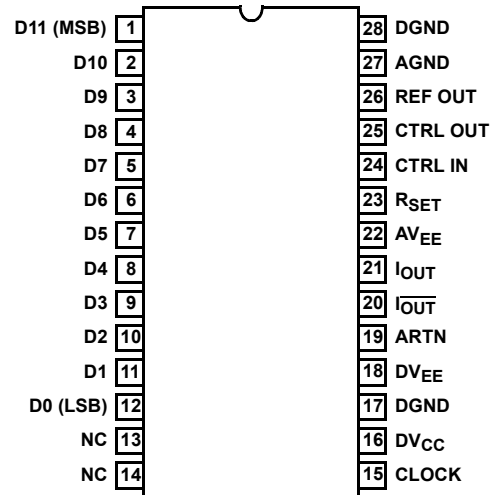 D11 (MSB) 1 28 DGND
D10 2 27 AGND
D9 3 26 REF OUT
D8 4 25 CTRL OUT
D7 5 24 CTRL IN
D6 6 23 RSET
D5 7 22 AVEE
D4 8 21 IOUT
D3 9 20 I̅O̅U̅T̅
D2 10 19 ARTN
D1 11 18 DVEE
D0 (LSB) 12 17 DGND
NC 13 16 DVCC
NC 14 15 CLOCK